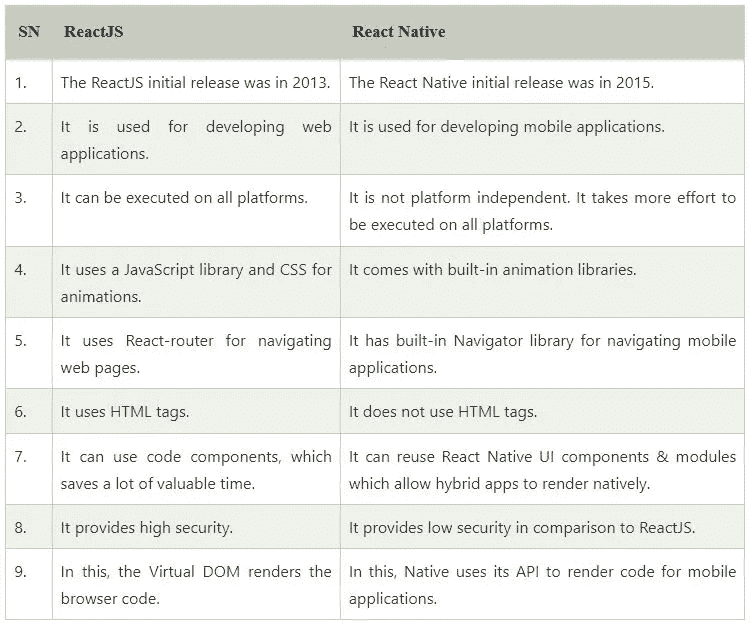 SN ReactJS React Native
1. The ReactJS initial release was in 2013. The React Native initial release was in 2015.
2. It is used for developing web It is used for developing mobile applications.
applications.
3. It can be executed on all platforms. It is not platform independent. It takes more effort to
be executed on all platforms.
4. It uses a JavaScript library and CSS for It comes with built-in animation libraries.
animations.
5. It uses React-router for navigating It has built-in Navigator library for navigating mobile
web pages. applications.
6. It uses HTML tags. It does not use HTML tags.
7. It can use code components, which It can reuse React Native UI components & modules
saves a lot of valuable time. which allow hybrid apps to render natively.
8. It provides high security. It provides low security in comparison to ReactJS.
9. In this, the Virtual DOM renders the In this, Native uses its API to render code for mobile
browser code. applications.